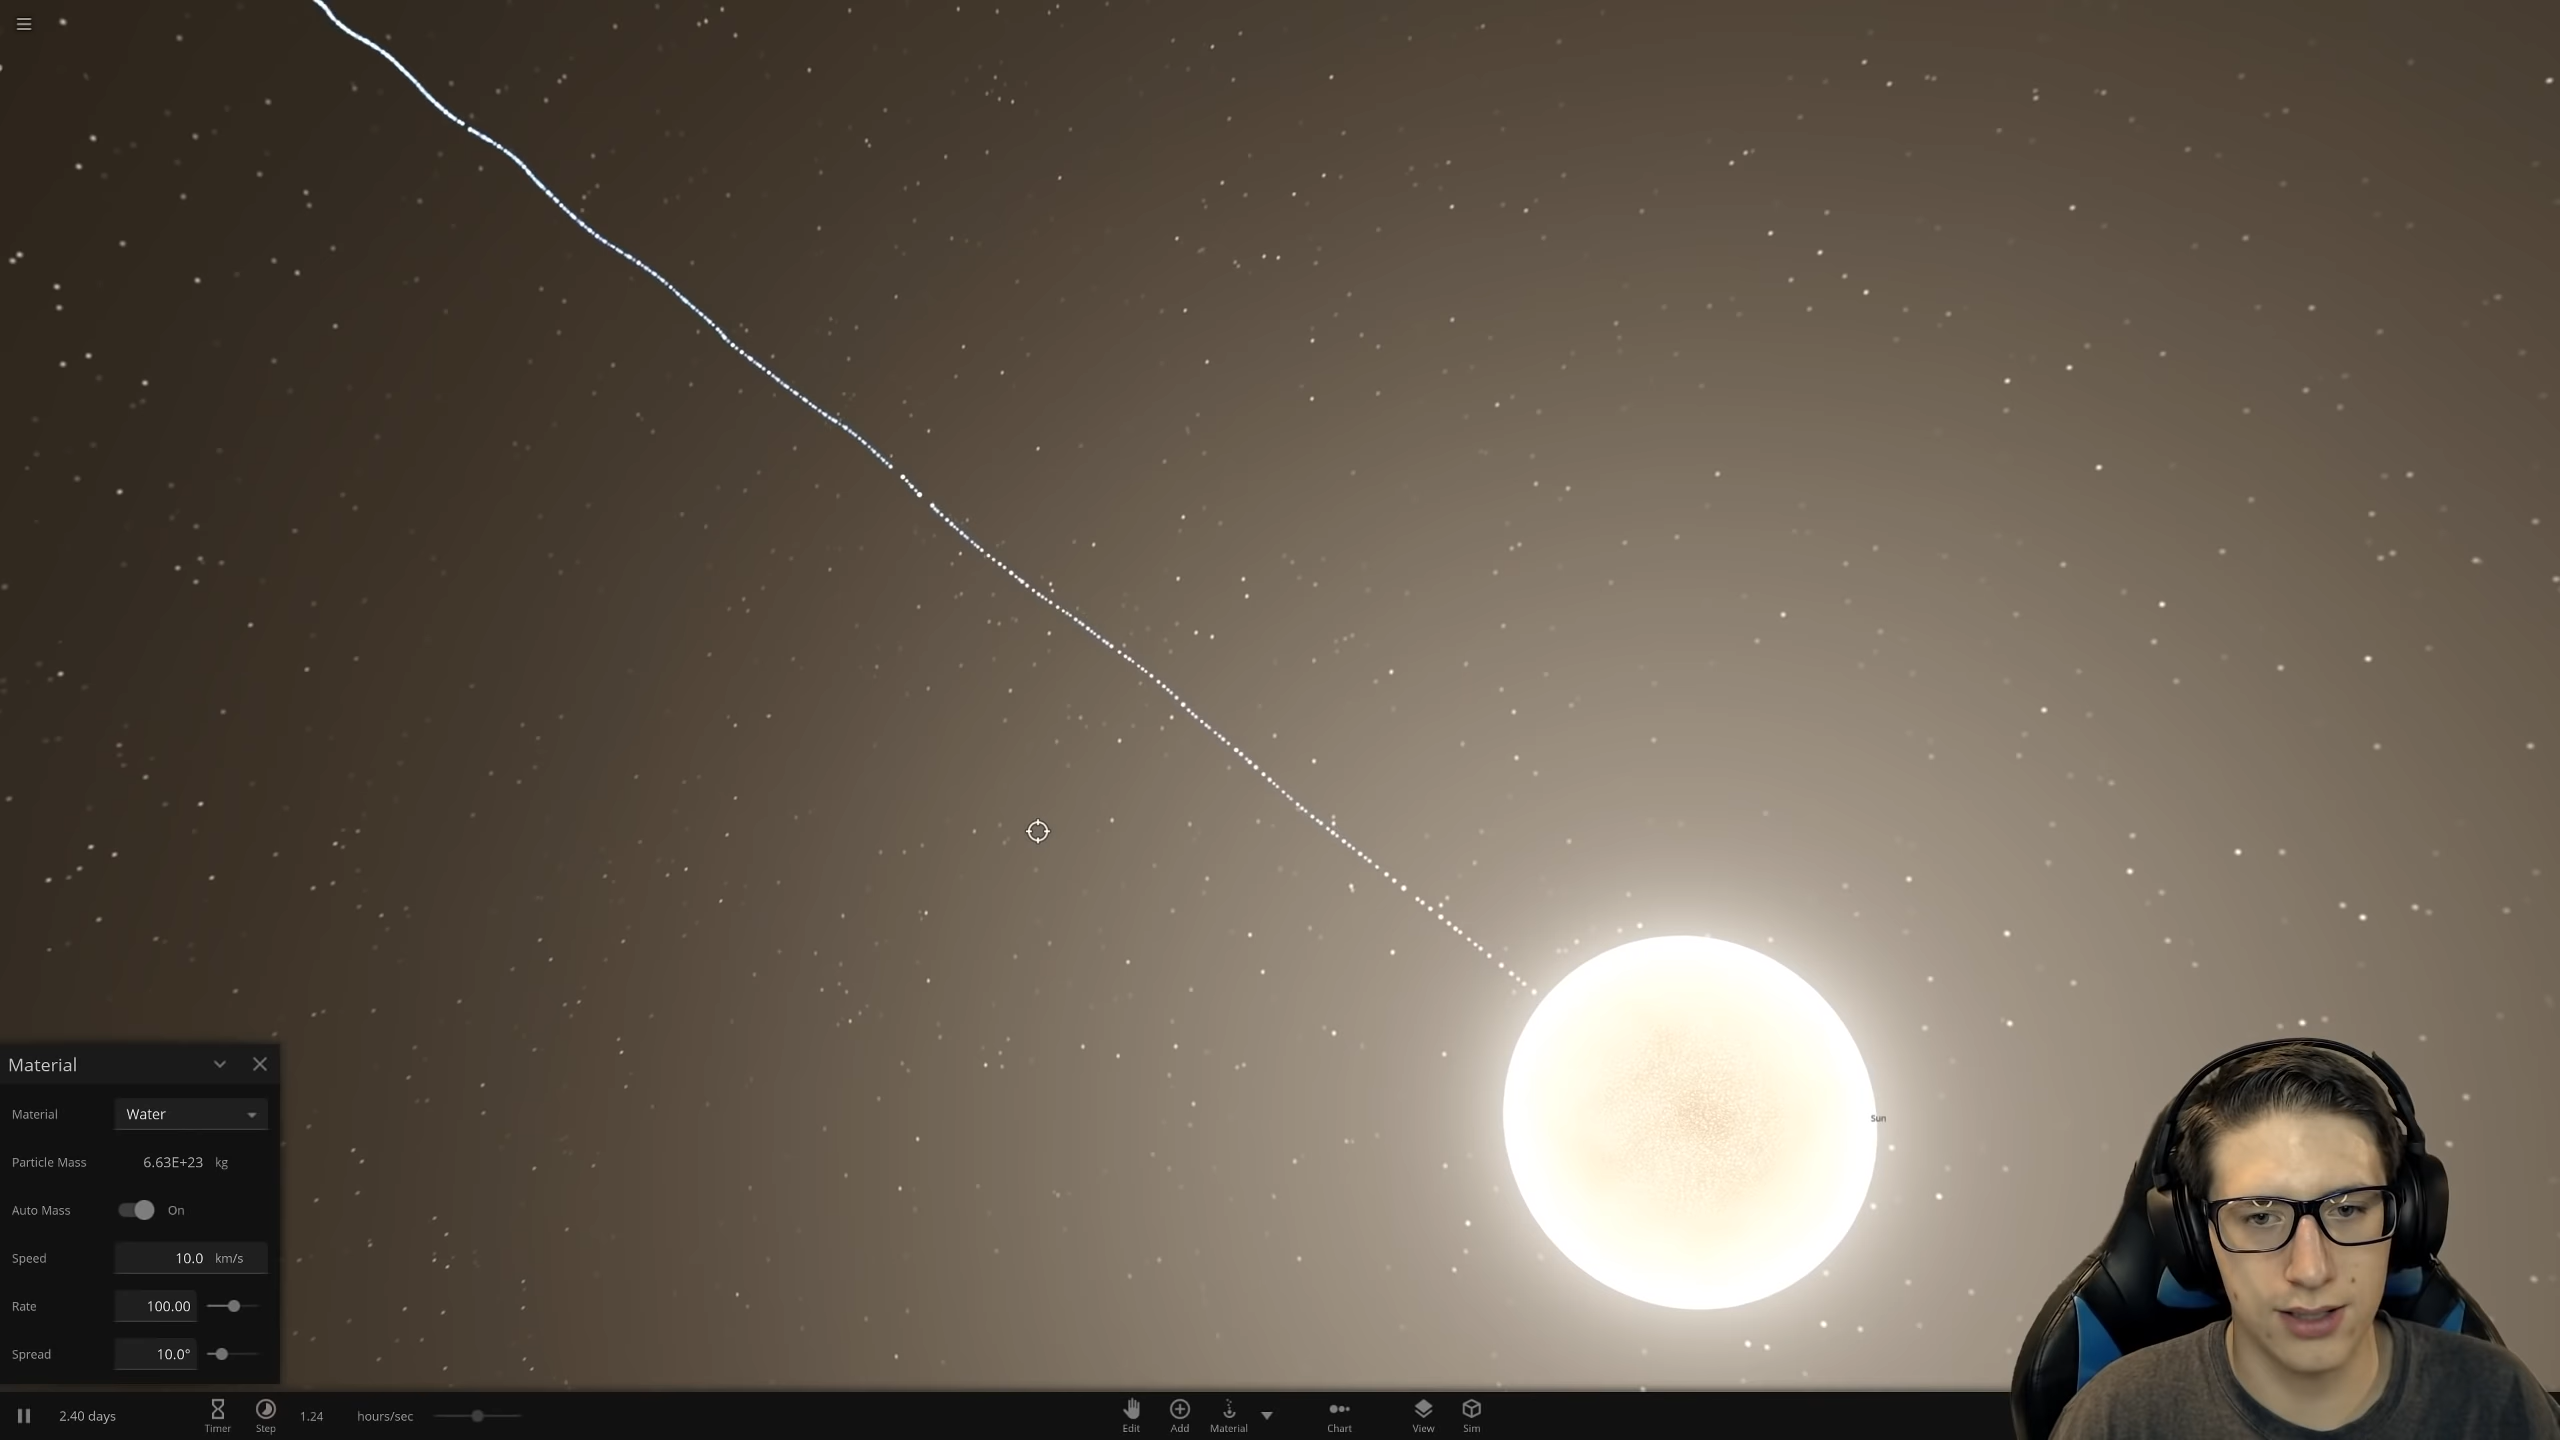 Sun
Material
Material Water
Particle Mass 6.63E+23 kg
Auto Mass On
Speed 10.0 km/s
Rate 100.00
Spread 10.0°
2.40 days
Timer
Step
1.24 hours/sec
Edit
Add
Material
Chart
View
Sim